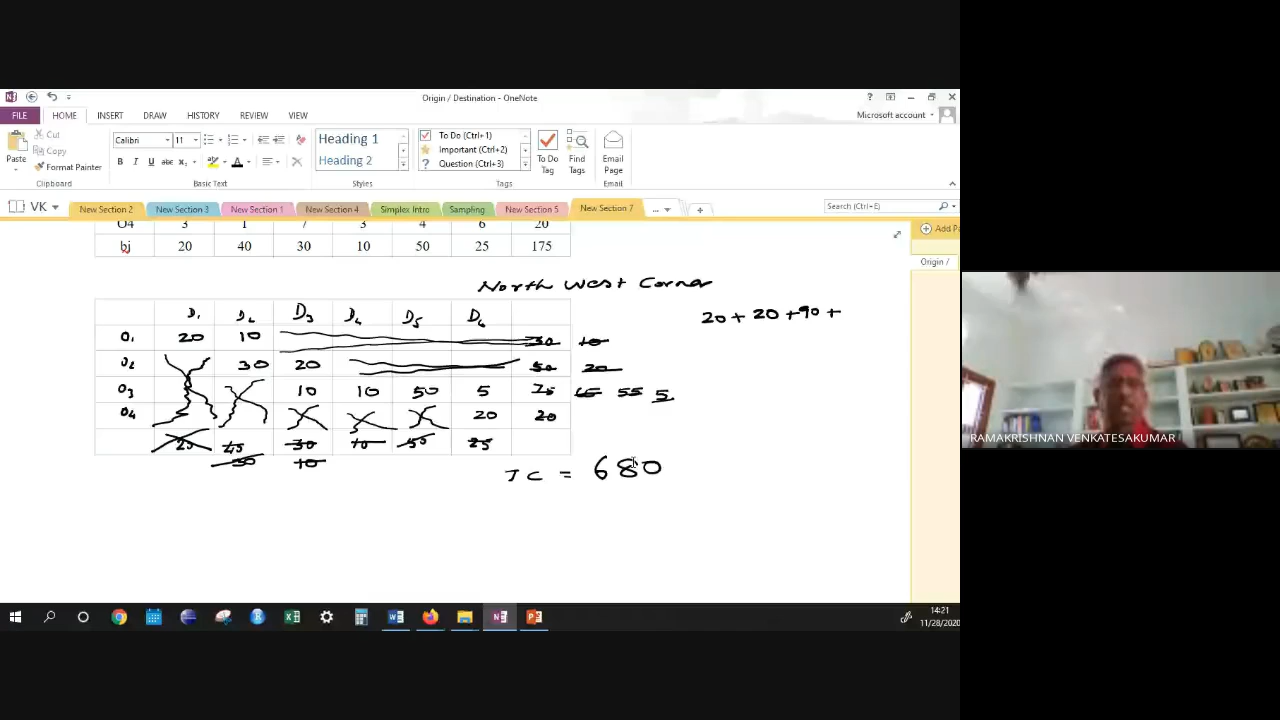 Origin / Destination - OneNote
FILE HOME INSERT DRAW HISTORY REVIEW VIEW Microsoft account
Cut
Copy
Format Painter
Paste
Clipboard
Calibri 11
B I U abc X₂ A
Basic Text
Heading 1
Heading 2
Styles
To Do (Ctrl+1)
Important (Ctrl+2)
Question (Ctrl+3)
To Do Tag
Find Tags
Tags
Email Page
Email
VK New Section 2 New Section 3 New Section 1 New Section 4 Simplex Intro Sampling New Section 5 New Section 7 ... + Search (Ctrl+E)
Add Pa
Origin /
O4 3 1 7 3 4 6 20
bj 20 40 30 10 50 25 175
North West Corner
20 + 20 + 90 +
D1 D2 D3 D4 D5 D6
O1 20 10 30 10
O2 30 20 50 20
O3 10 10 50 5 75 65 55 5
O4 20 20
20 40 30 10 50 25
30 10
TC = 680
RAMAKRISHNAN VENKATESAKUMAR
14:21
11/28/2020